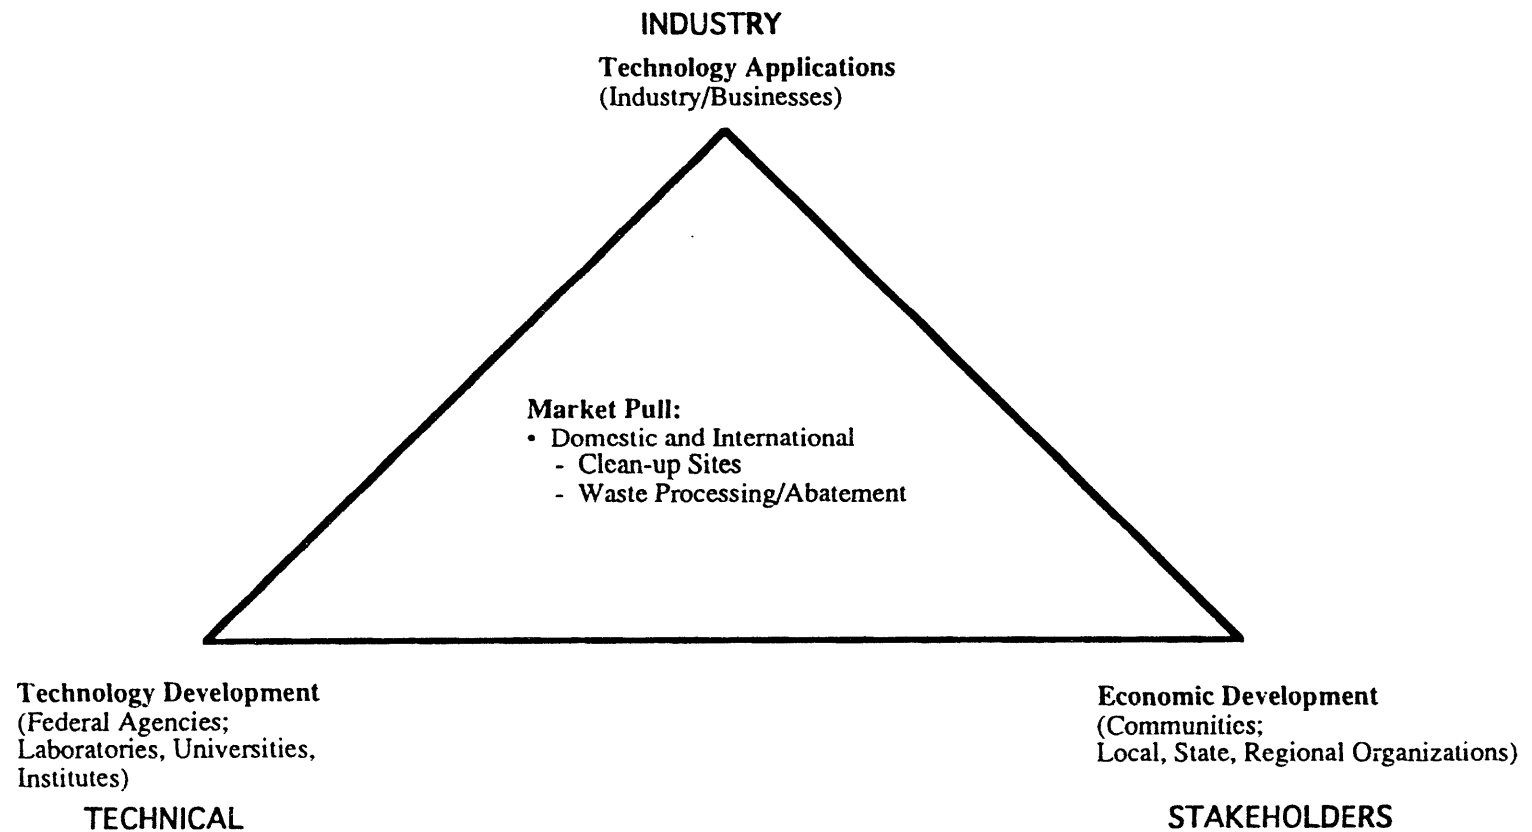 INDUSTRY
Technology Applications
(Industry/Businesses)
Market Pull:
• Domestic and International
- Clean-up Sites
- Waste Processing/Abatement
Technology Development
(Federal Agencies;
Laboratories, Universities,
Institutes)
TECHNICAL
Economic Development
(Communities;
Local, State, Regional Organizations)
STAKEHOLDERS